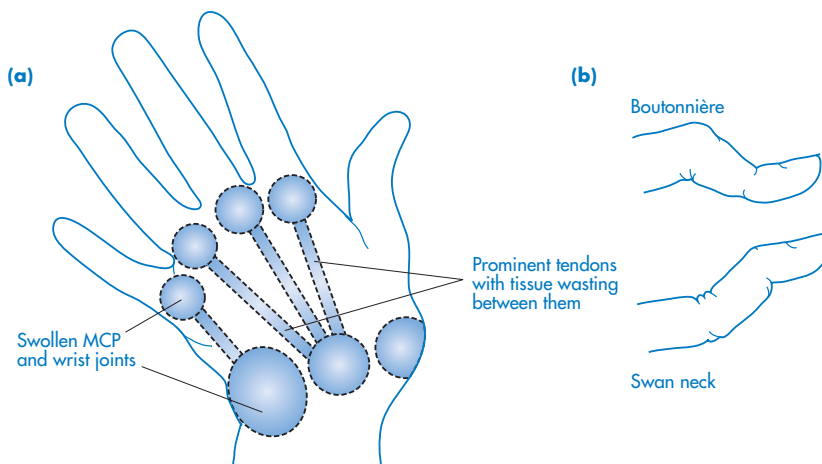 (a)
Swollen MCP
and wrist joints
Prominent tendons
with tissue wasting
between them
(b)
Boutonnière
Swan neck